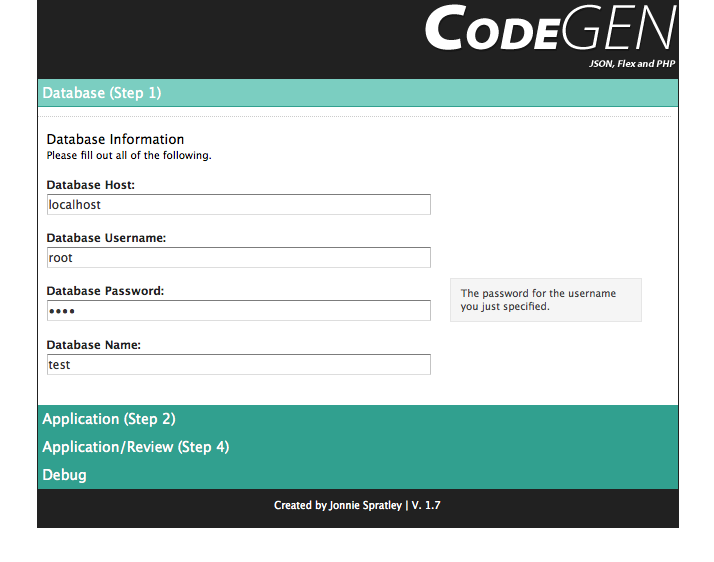 CODEGEN
JSON, Flex and PHP
Database (Step 1)
Database Information
Please fill out all of the following.
Database Host:
localhost
Database Username:
root
Database Password:
••••
The password for the username
you just specified.
Database Name:
test
Application (Step 2)
Application/Review (Step 4)
Debug
Created by Jonnie Spratley | V. 1.7